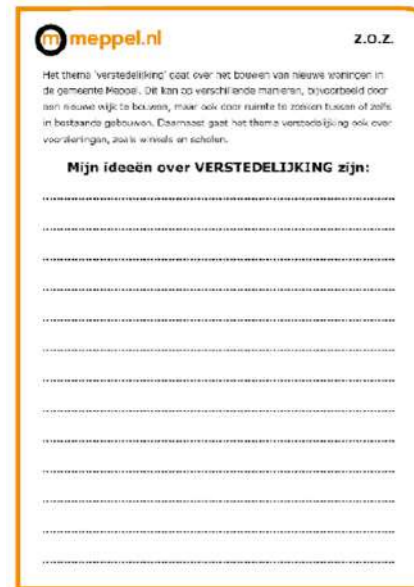 m meppel.nl
z.o.z.
Het thema 'verstedelijking' gaat over het bouwen van nieuwe woningen in
de gemeente Meppel. Dit kan op verschillende manieren, bijvoorbeeld door
een nieuwe wijk te bouwen, maar ook door ruimte te zoeken tussen of zelfs
in bestaande gebouwen. Daarnaast gaat het thema verstedelijking ook over
voorzieningen, zoals winkels en scholen.
Mijn ideeën over VERSTEDELIJKING zijn: